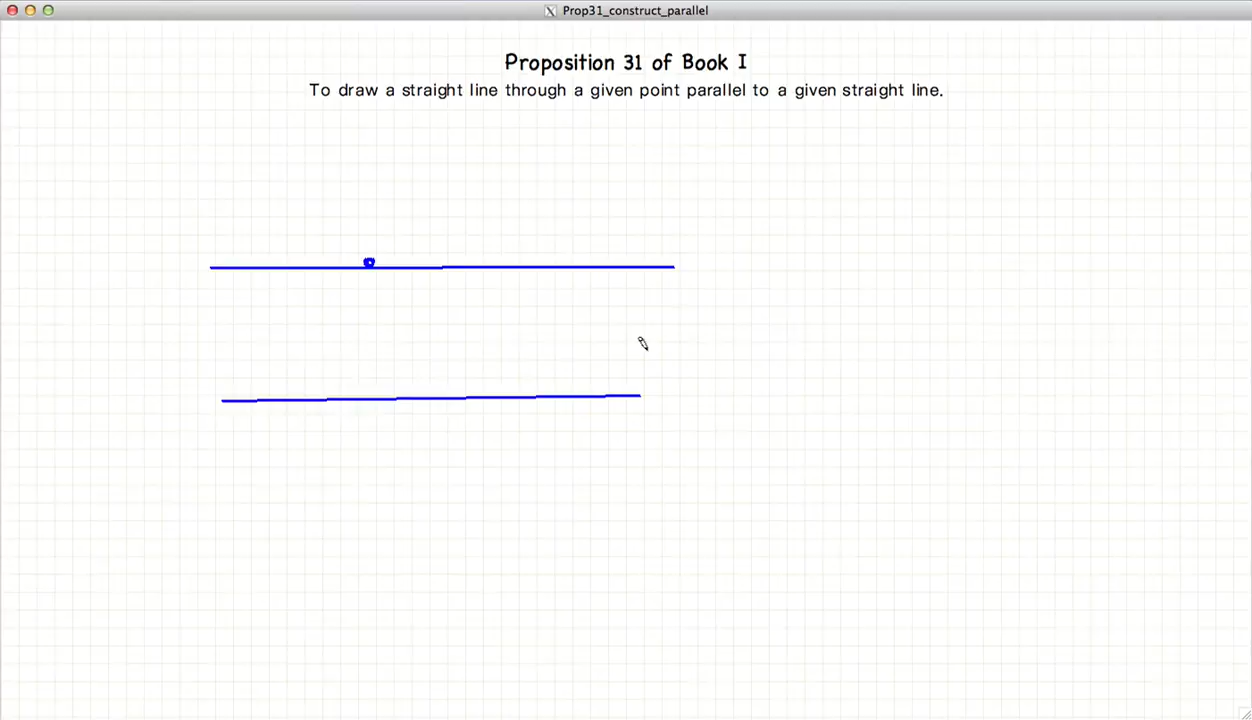 Prop31_construct_parallel
Proposition 31 of Book I
To draw a straight line through a given point parallel to a given straight line.